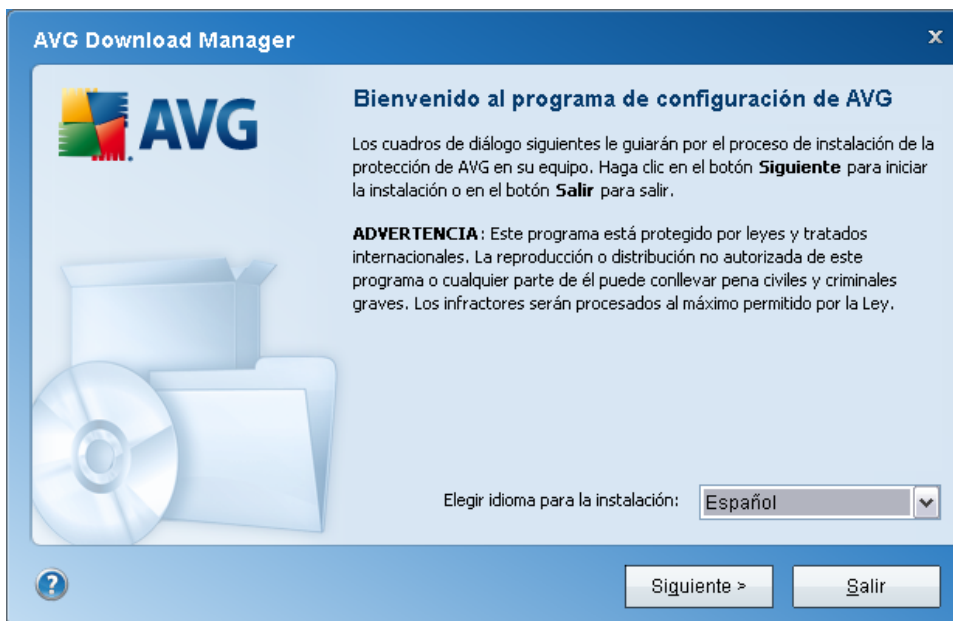 AVG Download Manager
x
AVG
Bienvenido al programa de configuración de AVG
Los cuadros de diálogo siguientes le guiarán por el proceso de instalación de la
protección de AVG en su equipo. Haga clic en el botón Siguiente para iniciar
la instalación o en el botón Salir para salir.
ADVERTENCIA: Este programa está protegido por leyes y tratados
internacionales. La reproducción o distribución no autorizada de este
programa o cualquier parte de él puede conllevar pena civiles y criminales
graves. Los infractores serán procesados al máximo permitido por la Ley.
Elegir idioma para la instalación: Español
? Siguiente > Salir